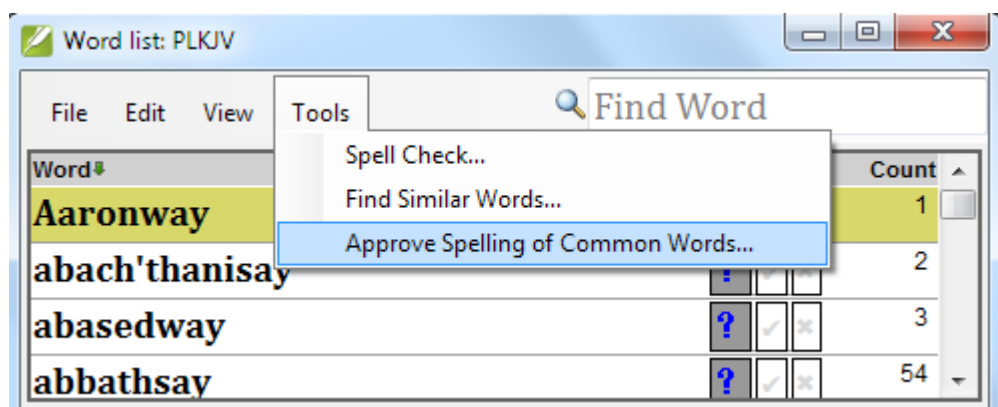 Word list: PLKJV
File Edit View Tools Find Word
Spell Check...
Find Similar Words...
Approve Spelling of Common Words...
Word Count
Aaronway 1
abach'thanisay ? 2
abasedway ? 3
abbathsay ? 54